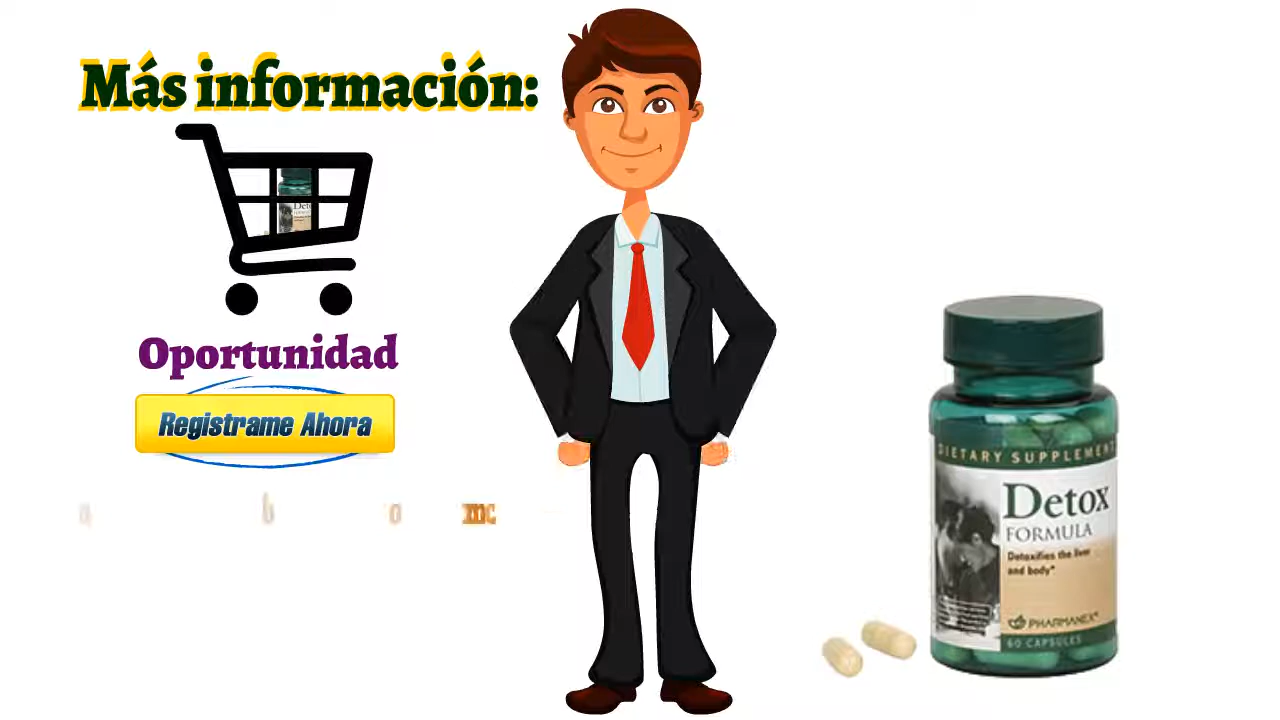 Más información:
Oportunidad
Registrame Ahora
DIETARY SUPPLEMENT
Detox
FORMULA
Detoxifies the liver
and body*
PHARMANEX
60 CAPSULES